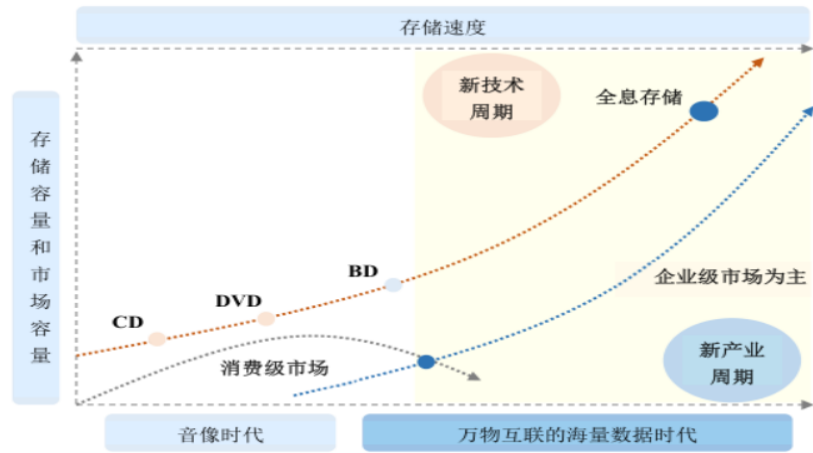 存储速度
新技术
周期
全息存储
存储容量和市场容量
BD
DVD
CD
企业级市场为主
消费级市场
新产业
周期
音像时代
万物互联的海量数据时代